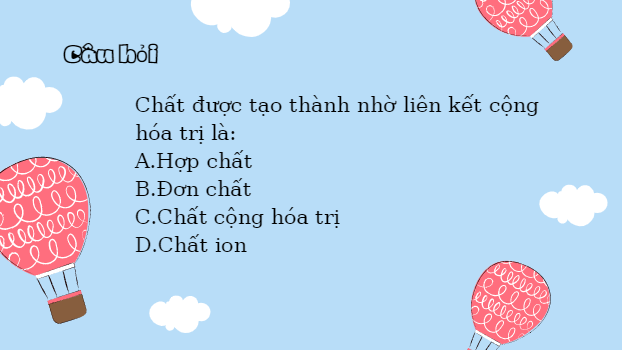 Câu hỏi
Chất được tạo thành nhờ liên kết cộng
hóa trị là:
A.Hợp chất
B.Đơn chất
C.Chất cộng hóa trị
D.Chất ion